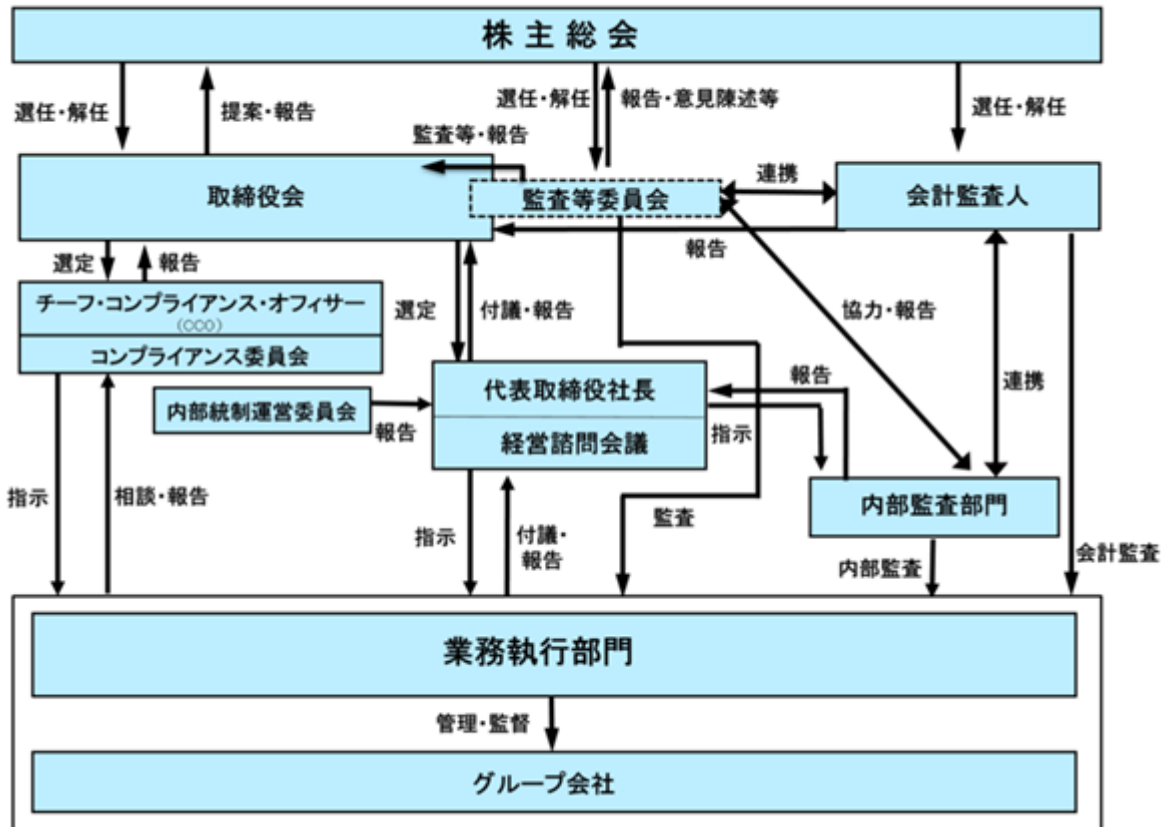 株主総会
選任・解任
提案・報告
選任・解任
報告・意見陳述等
選任・解任
監査等・報告
取締役会
監査等委員会
連携
会計監査人
報告
選定
報告
チーフ・コンプライアンス・オフィサー
(CCO)
コンプライアンス委員会
選定
付議・報告
協力・報告
内部統制運営委員会
報告
代表取締役社長
経営諮問会議
報告
指示
連携
内部監査部門
指示
相談・報告
指示
付議・
報告
監査
内部監査
会計監査
業務執行部門
管理・監督
グループ会社